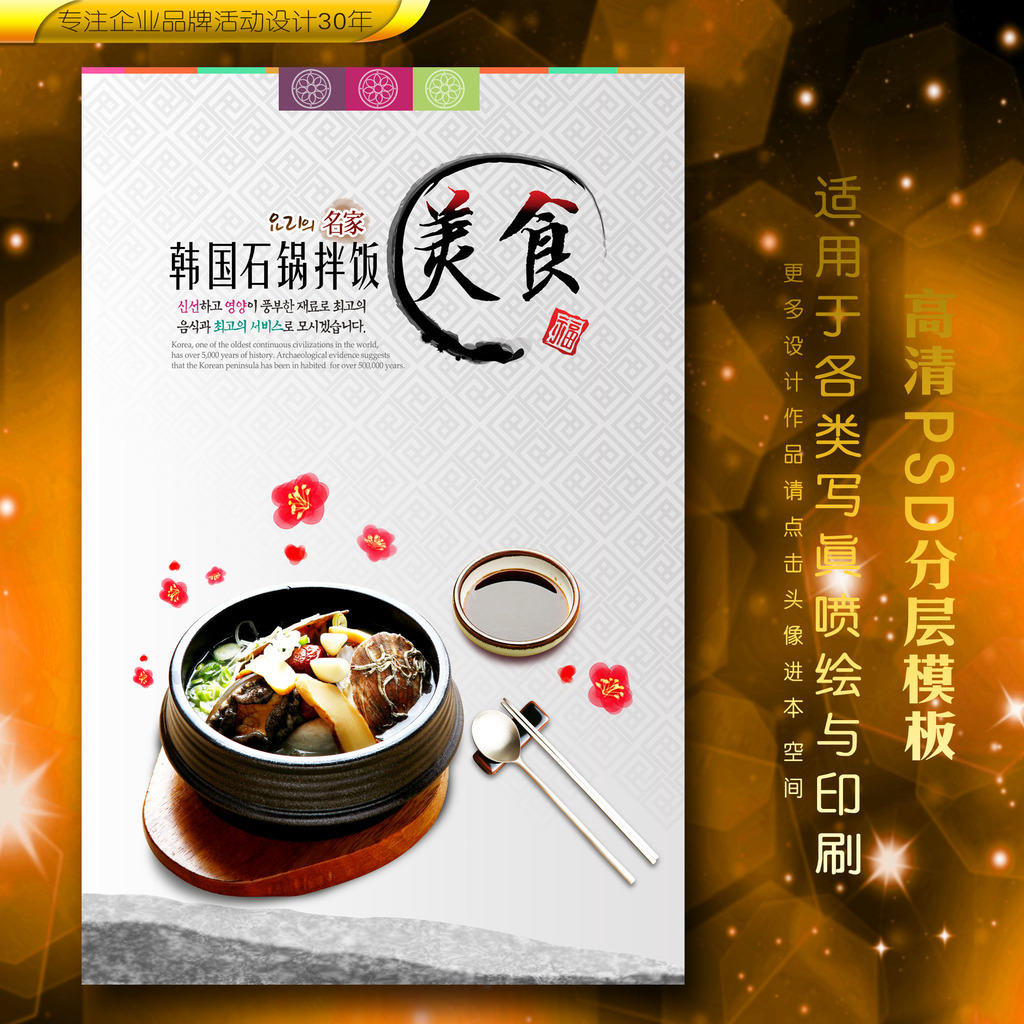 专注企业品牌活动设计30年
美食
福
요리의 名家
韩国石锅拌饭
신선하고 영양이 풍부한 재료로 최고의
음식과 최고의 서비스로 모시겠습니다.
Korea, one of the oldest continuous civilizations in the world,
has over 5,000 years of history. Archaeological evidence suggests
that the Korean peninsula has been in habited for over 500,000 years.
高清PSD分层模板
适用于各类写真喷绘与印刷
更多设计作品请点击头像进本 空间